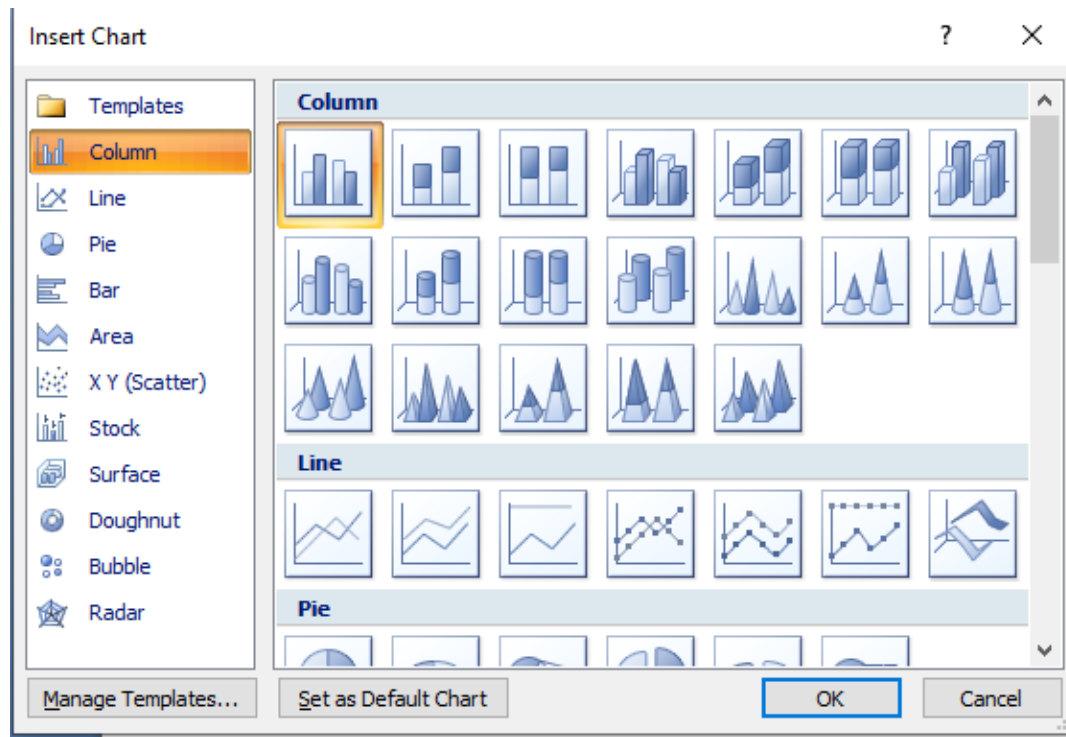 Insert Chart
?
Templates
Column
Line
Pie
Bar
Area
X Y (Scatter)
Stock
Surface
Doughnut
Bubble
Radar
Column
Line
Pie
Manage Templates...
Set as Default Chart
OK
Cancel